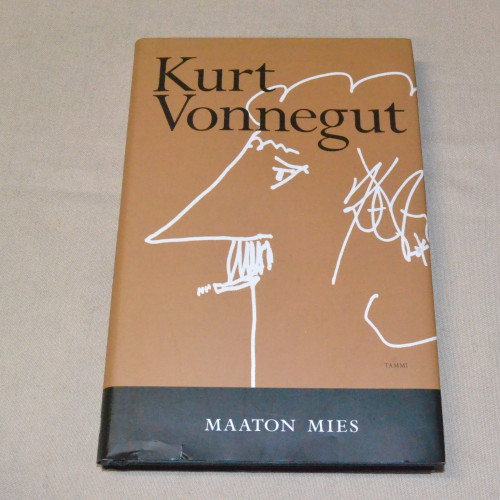 Kurt
Vonnegut
TAMMI
MAATON MIES